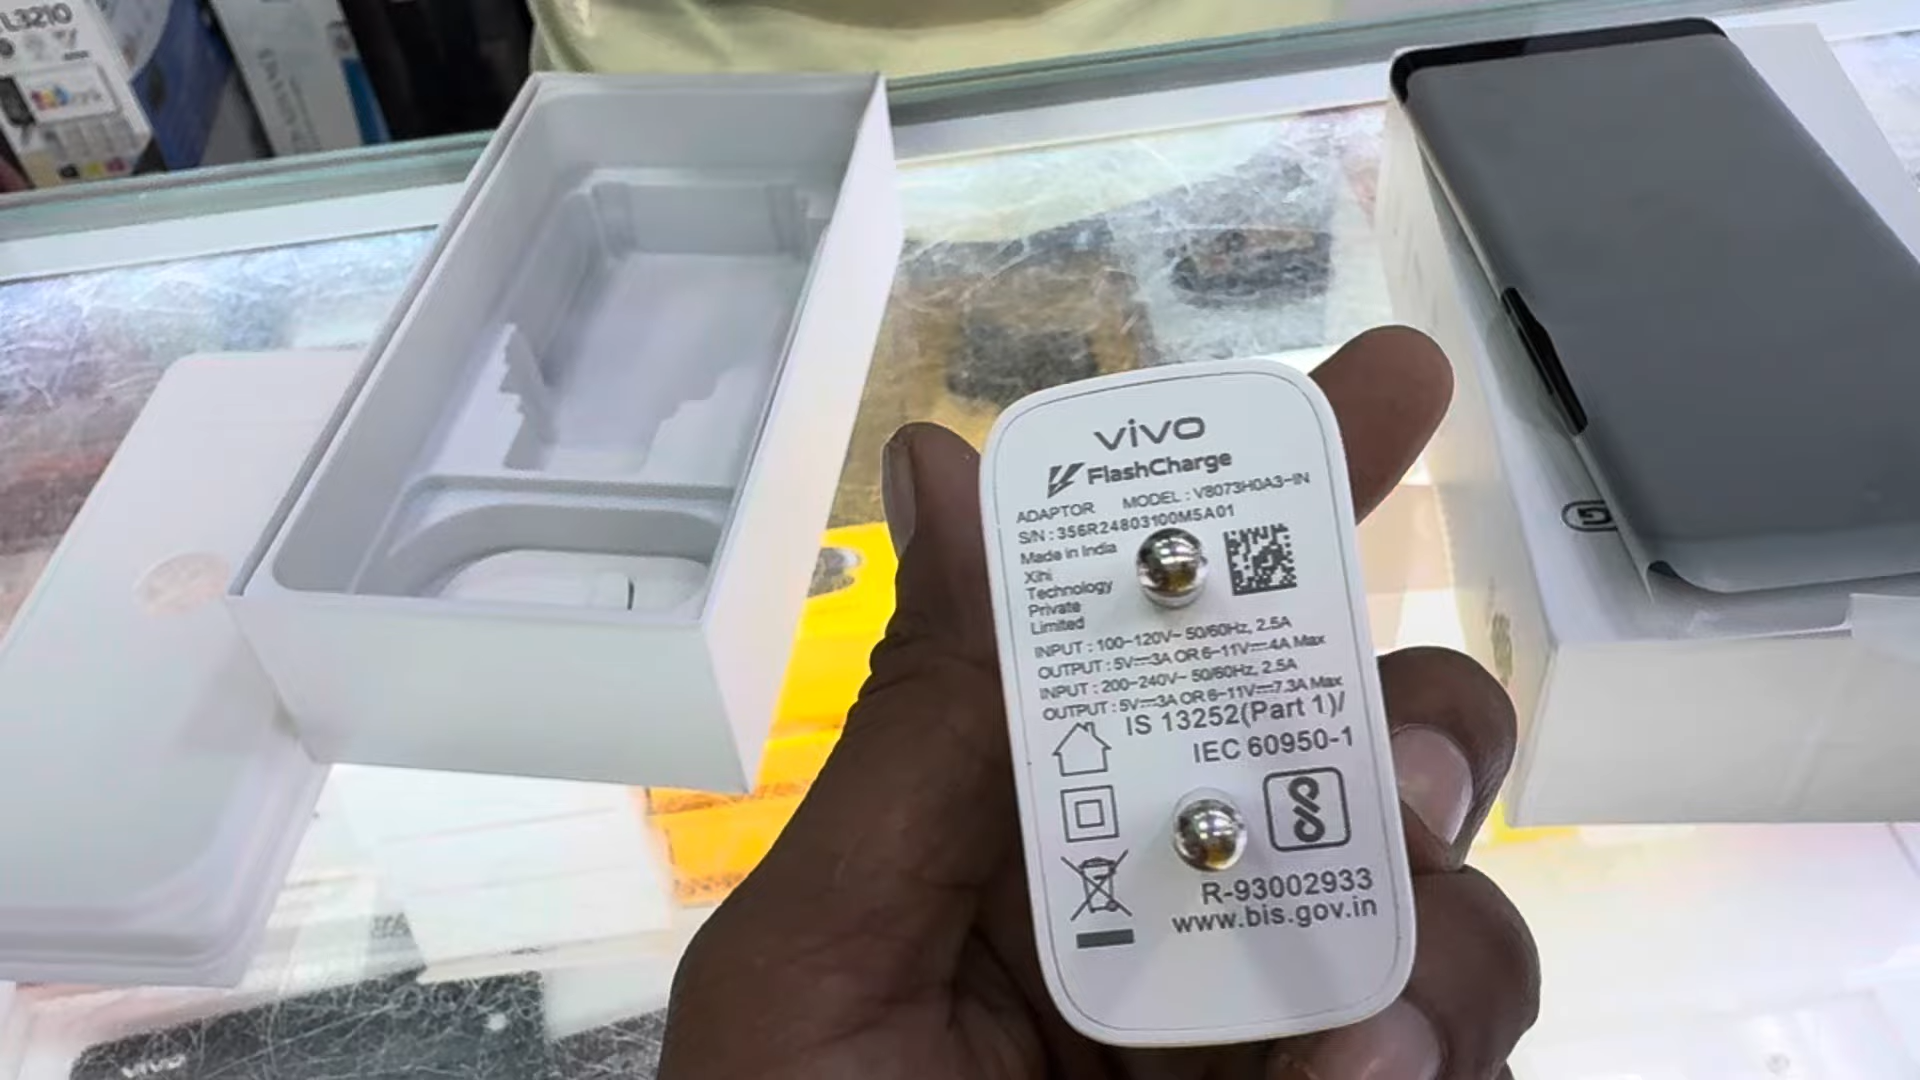 L3210
vivo
FlashCharge
ADAPTOR MODEL : V8073H0A3-IN
S/N : 356R24803100M5A01
Made in India
Xihi
Technology
Private
Limited
INPUT : 100-120V~ 50/60Hz, 2.5A
OUTPUT : 5V⎓3A OR 6-11V⎓4A Max
INPUT : 200-240V~ 50/60Hz, 2.5A
OUTPUT : 5V⎓3A OR 6-11V⎓7.3A Max
IS 13252(Part 1)/
IEC 60950-1
R-93002933
www.bis.gov.in
5G
vivo